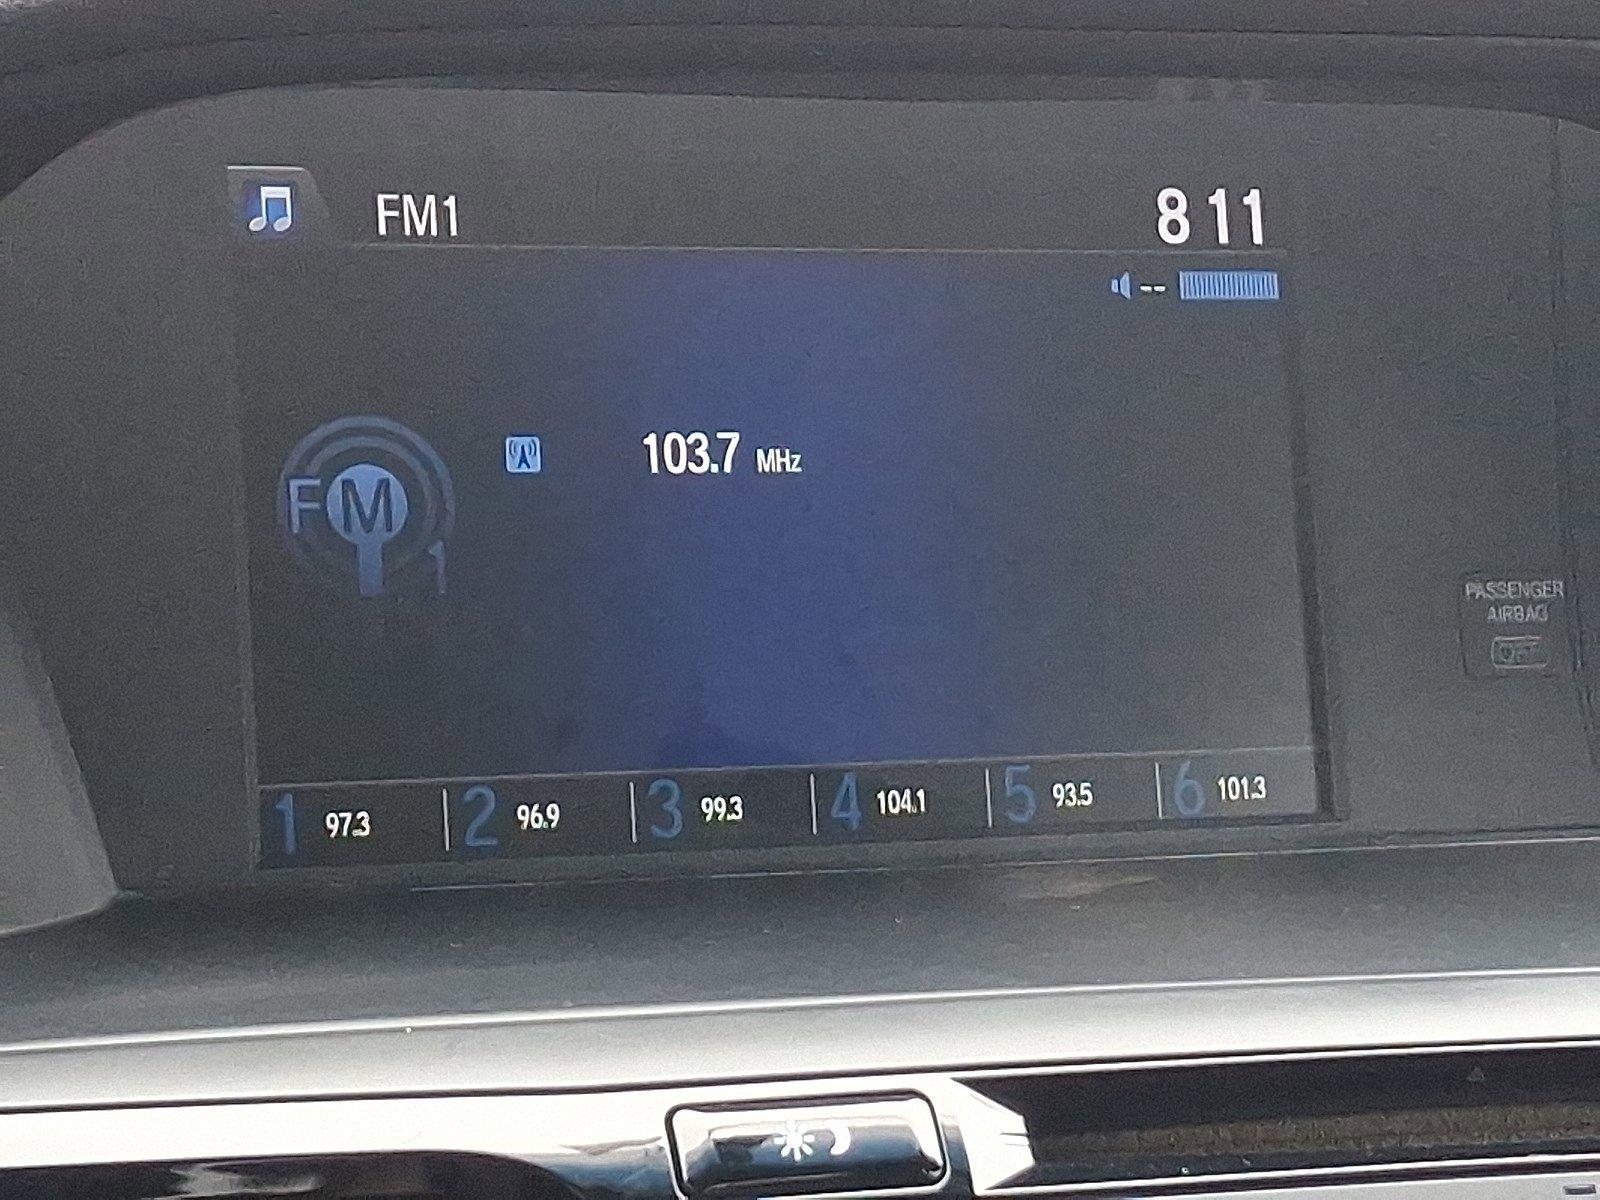 FM1
8 11
--
103.7 MHz
FM
1
PASSENGER
AIRBAG
OFF
1 97.3 2 96.9 3 99.3 4 104.1 5 93.5 6 101.3